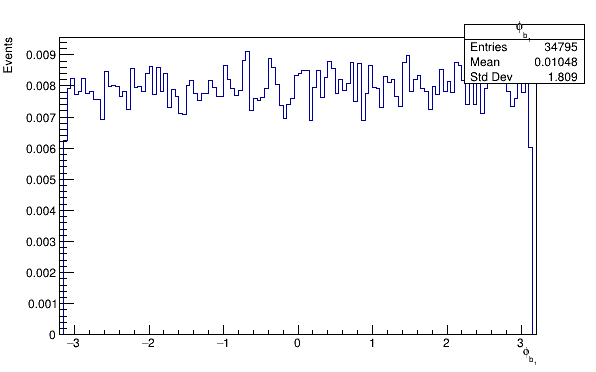 ϕb1
Entries 34795
Mean 0.01048
Std Dev 1.809
Events
0.009
0.008
0.007
0.006
0.005
0.004
0.003
0.002
0.001
0
−3 −2 −1 0 1 2 3
ϕb1